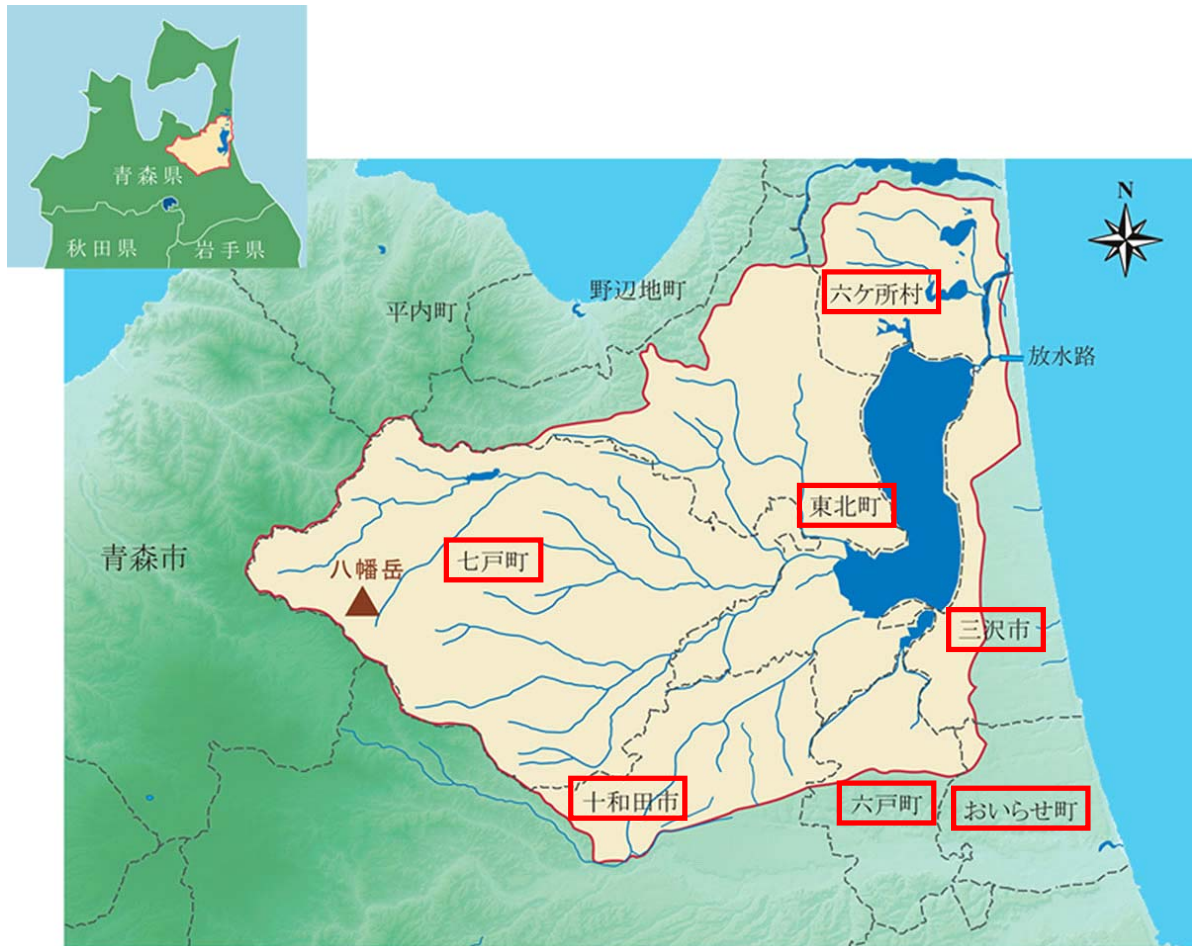 青森県
秋田県
岩手県
N
六ケ所村
野辺地町
平内町
放水路
東北町
青森市
七戸町
八幡岳
三沢市
十和田市
六戸町
おいらせ町